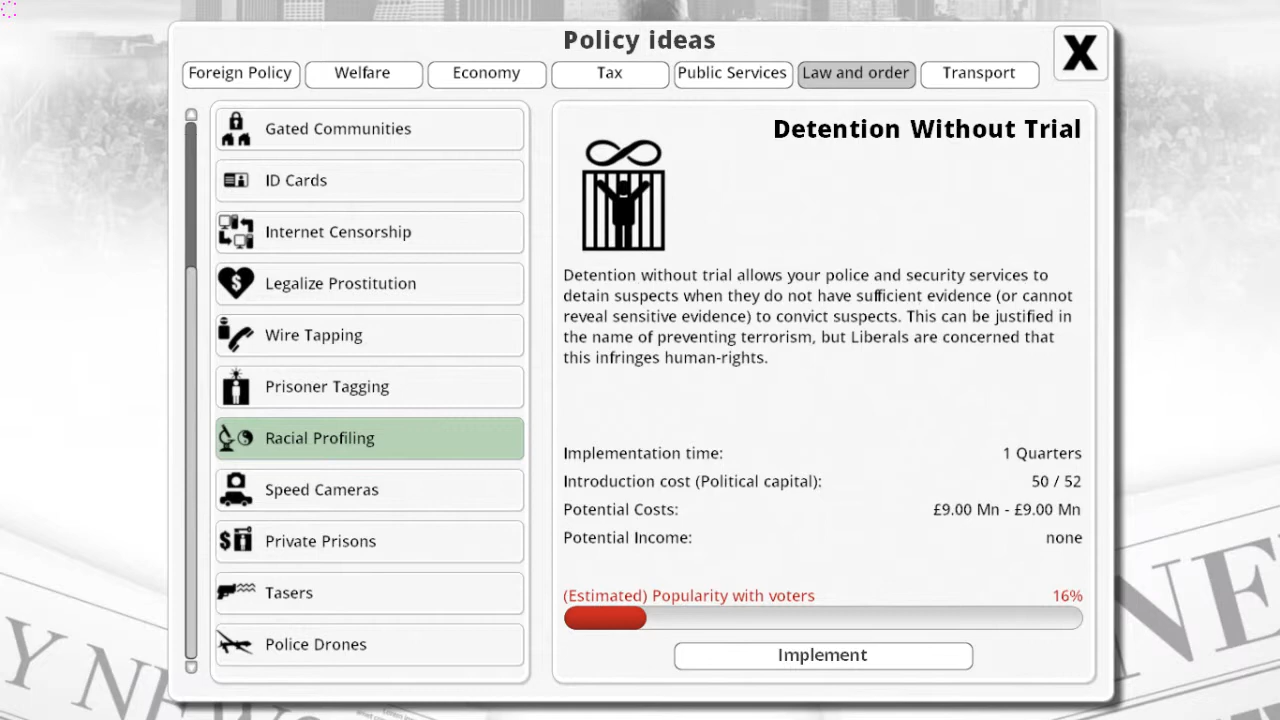 Policy ideas
X
Foreign Policy
Welfare
Economy
Tax
Public Services
Law and order
Transport
Gated Communities
ID Cards
Internet Censorship
Legalize Prostitution
Wire Tapping
Prisoner Tagging
Racial Profiling
Speed Cameras
Private Prisons
Tasers
Police Drones
Detention Without Trial
Detention without trial allows your police and security services to
detain suspects when they do not have sufficient evidence (or cannot
reveal sensitive evidence) to convict suspects. This can be justified in
the name of preventing terrorism, but Liberals are concerned that
this infringes human-rights.
Implementation time: 1 Quarters
Introduction cost (Political capital): 50 / 52
Potential Costs: £9.00 Mn - £9.00 Mn
Potential Income: none
(Estimated) Popularity with voters 16%
Implement
Y NEWS
NE